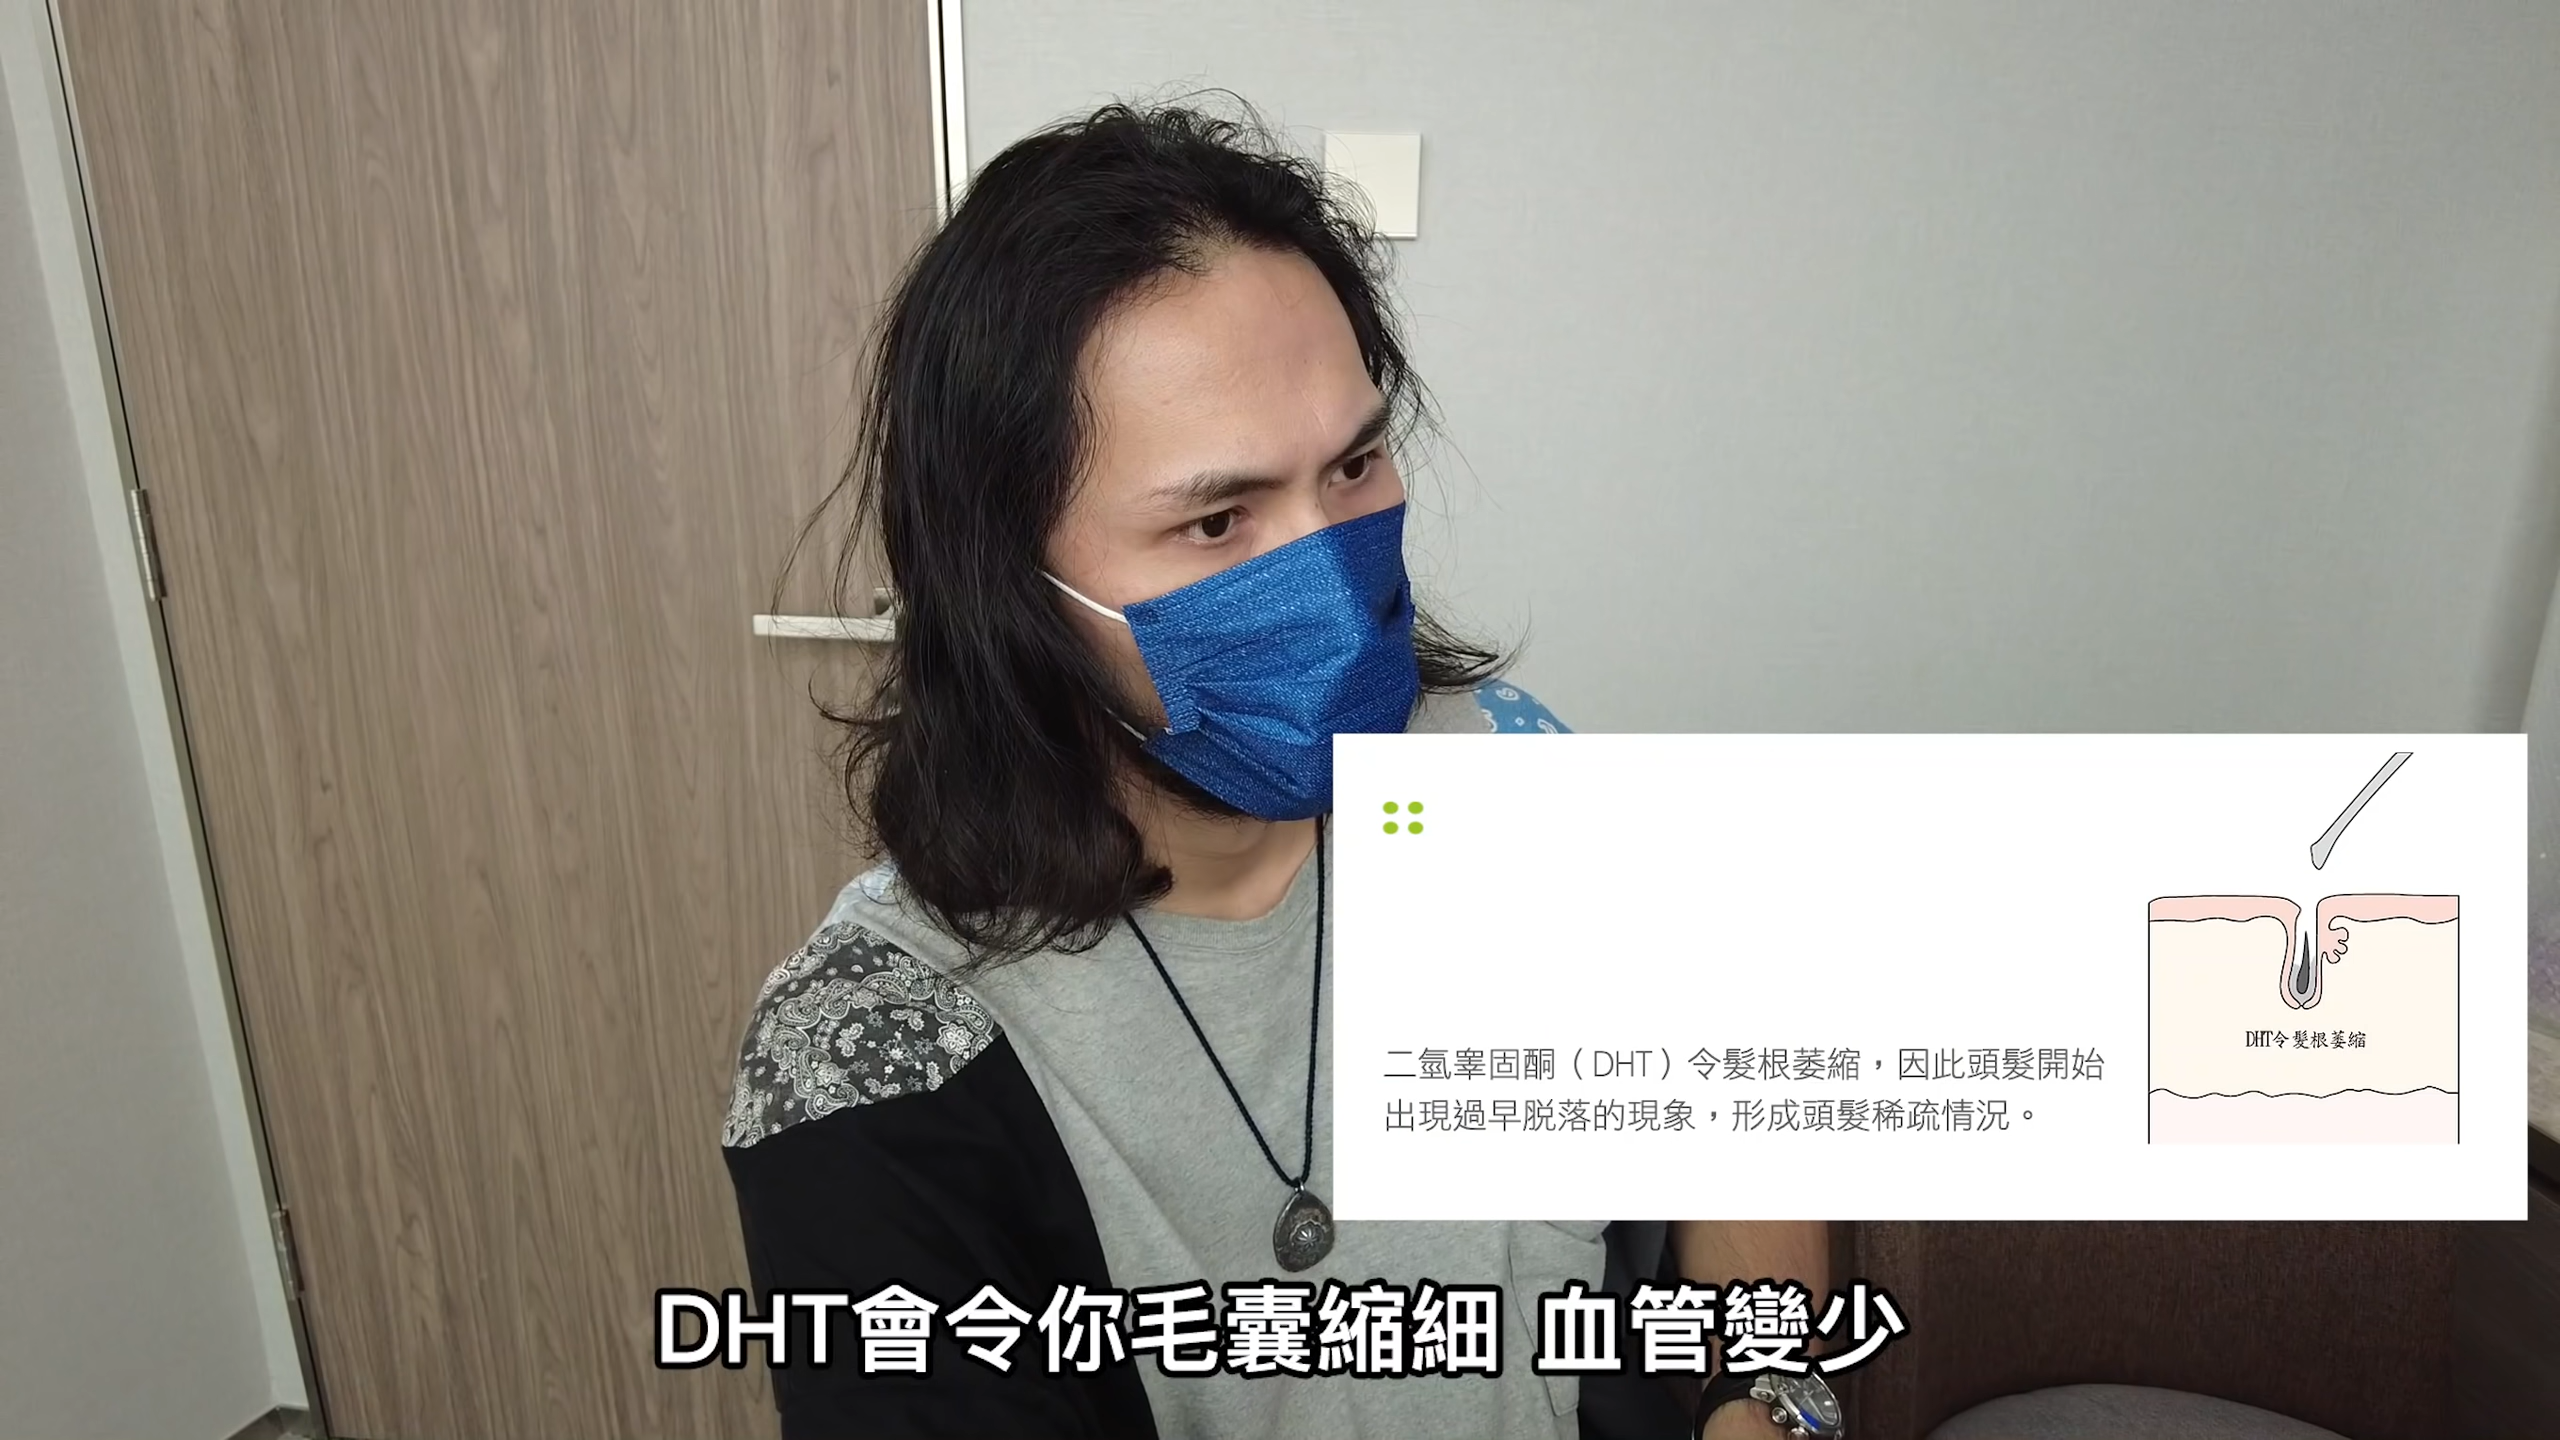 DHT令髮根萎縮
二氫睾固酮（DHT）令髮根萎縮，因此頭髮開始
出現過早脱落的現象，形成頭髮稀疏情況。
DHT會令你毛囊縮細 血管變少